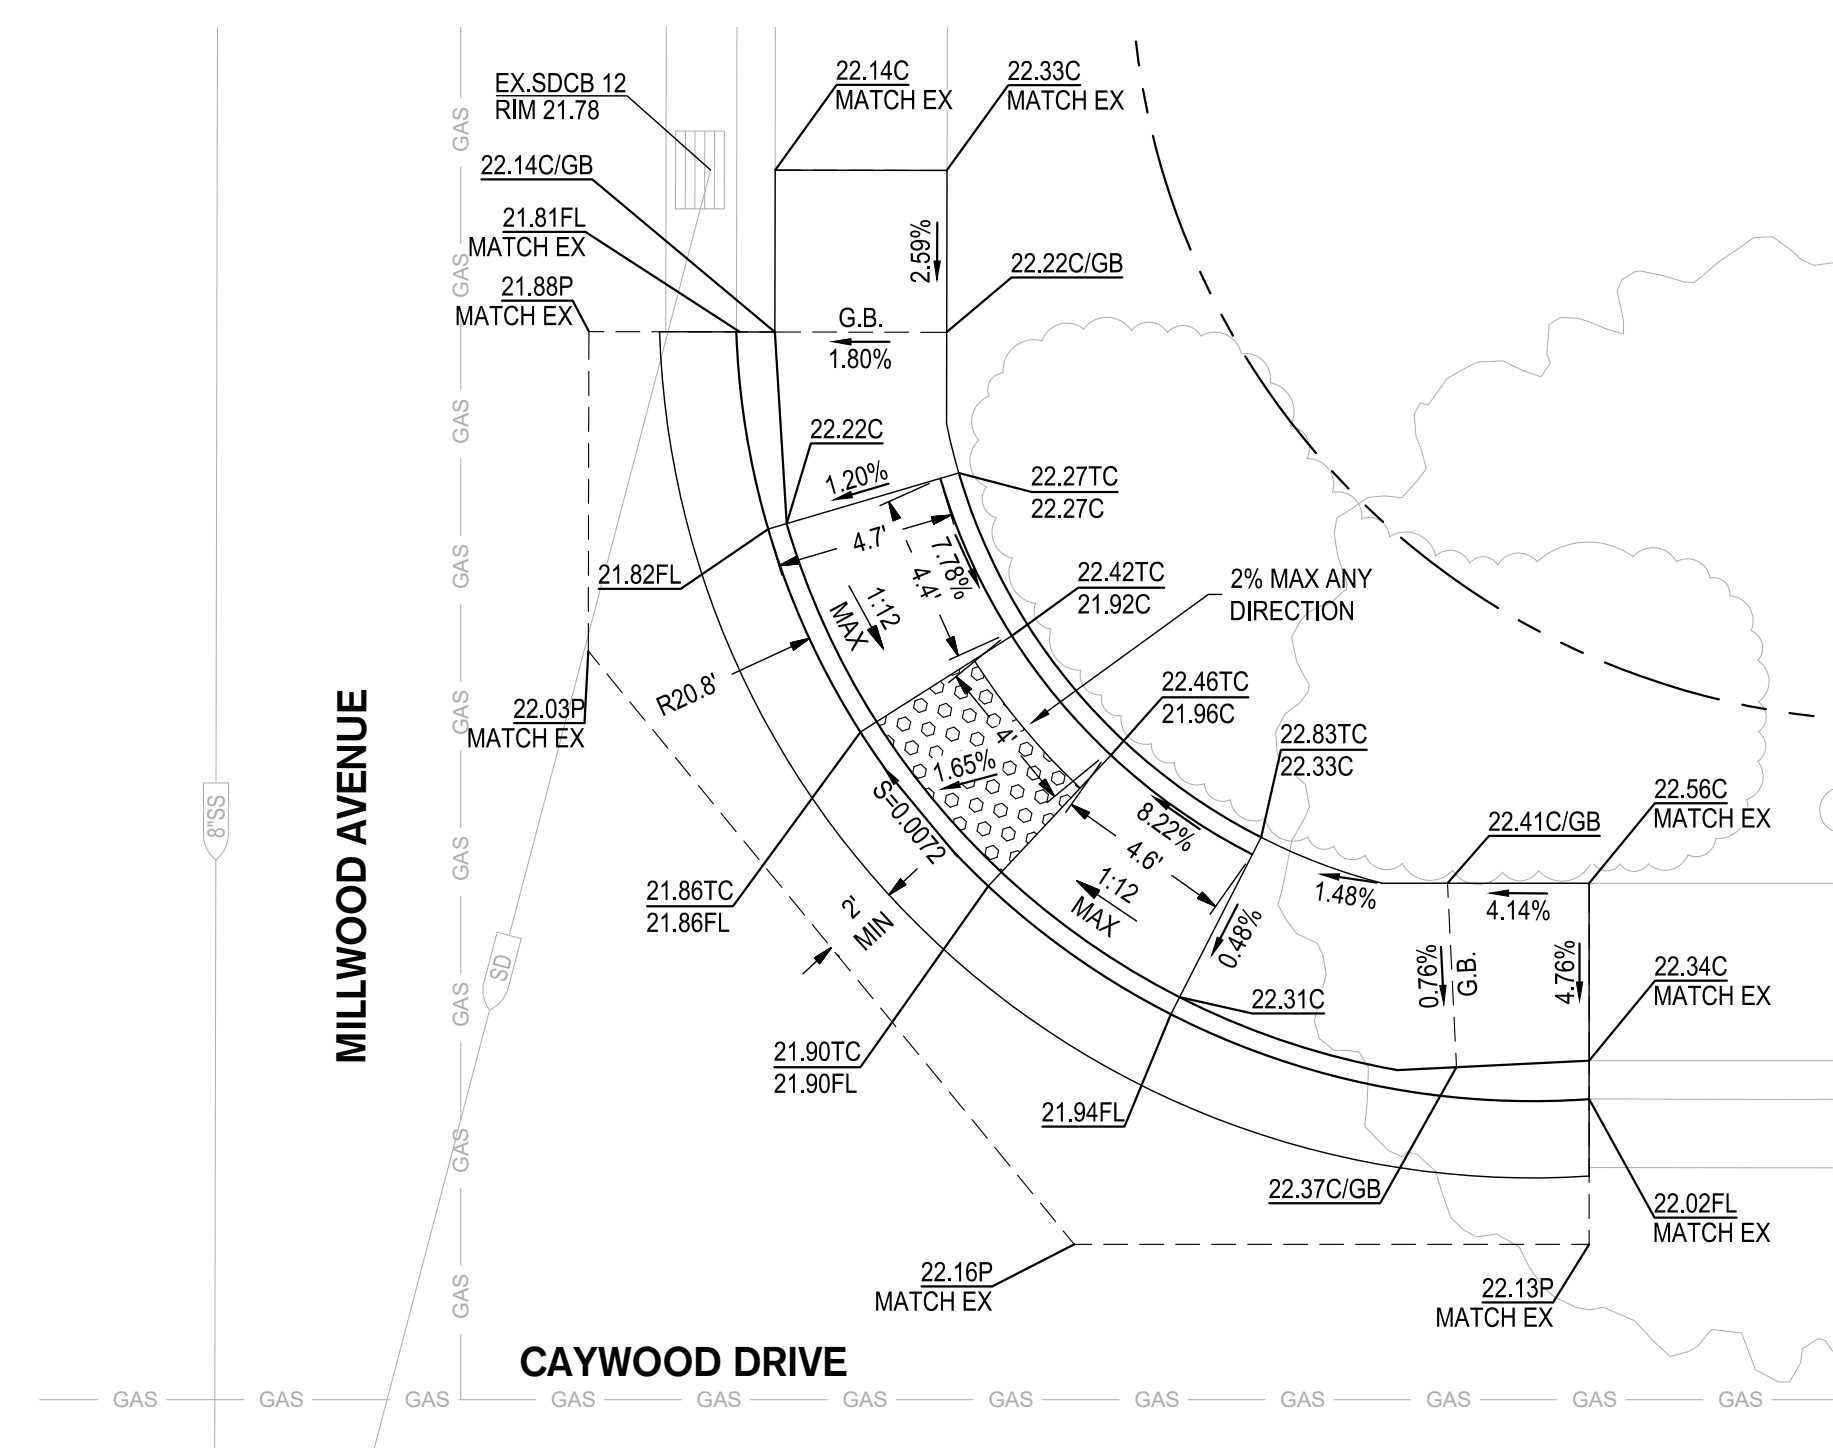 EX.SDCB 12
RIM 21.78
22.14C
MATCH EX
22.33C
MATCH EX
GAS
22.14C/GB
21.81FL
MATCH EX
21.88P
MATCH EX
GAS
2.59%
22.22C/GB
G.B.
1.80%
GAS
22.22C
1.20%
22.27TC
22.27C
4.7'
7.78%
4.4'
GAS
21.82FL
1:12
MAX
22.42TC
21.92C
2% MAX ANY
DIRECTION
R20.8'
22.03P
MATCH EX
GAS
22.46TC
21.96C
4'
1.65%
22.83TC
22.33C
MILLWOOD AVENUE
8"SS
S=0.0072
8.22%
4.6'
1:12
MAX
22.56C
MATCH EX
22.41C/GB
1.48%
4.14%
GAS
21.86TC
21.86FL
2'
MIN
0.48%
0.76%
G.B.
4.76%
22.34C
MATCH EX
SD
GAS
22.31C
21.90TC
21.90FL
21.94FL
GAS
22.37C/GB
22.02FL
MATCH EX
22.16P
MATCH EX
22.13P
MATCH EX
GAS
CAYWOOD DRIVE
GAS GAS GAS GAS GAS GAS GAS GAS GAS GAS GAS GAS